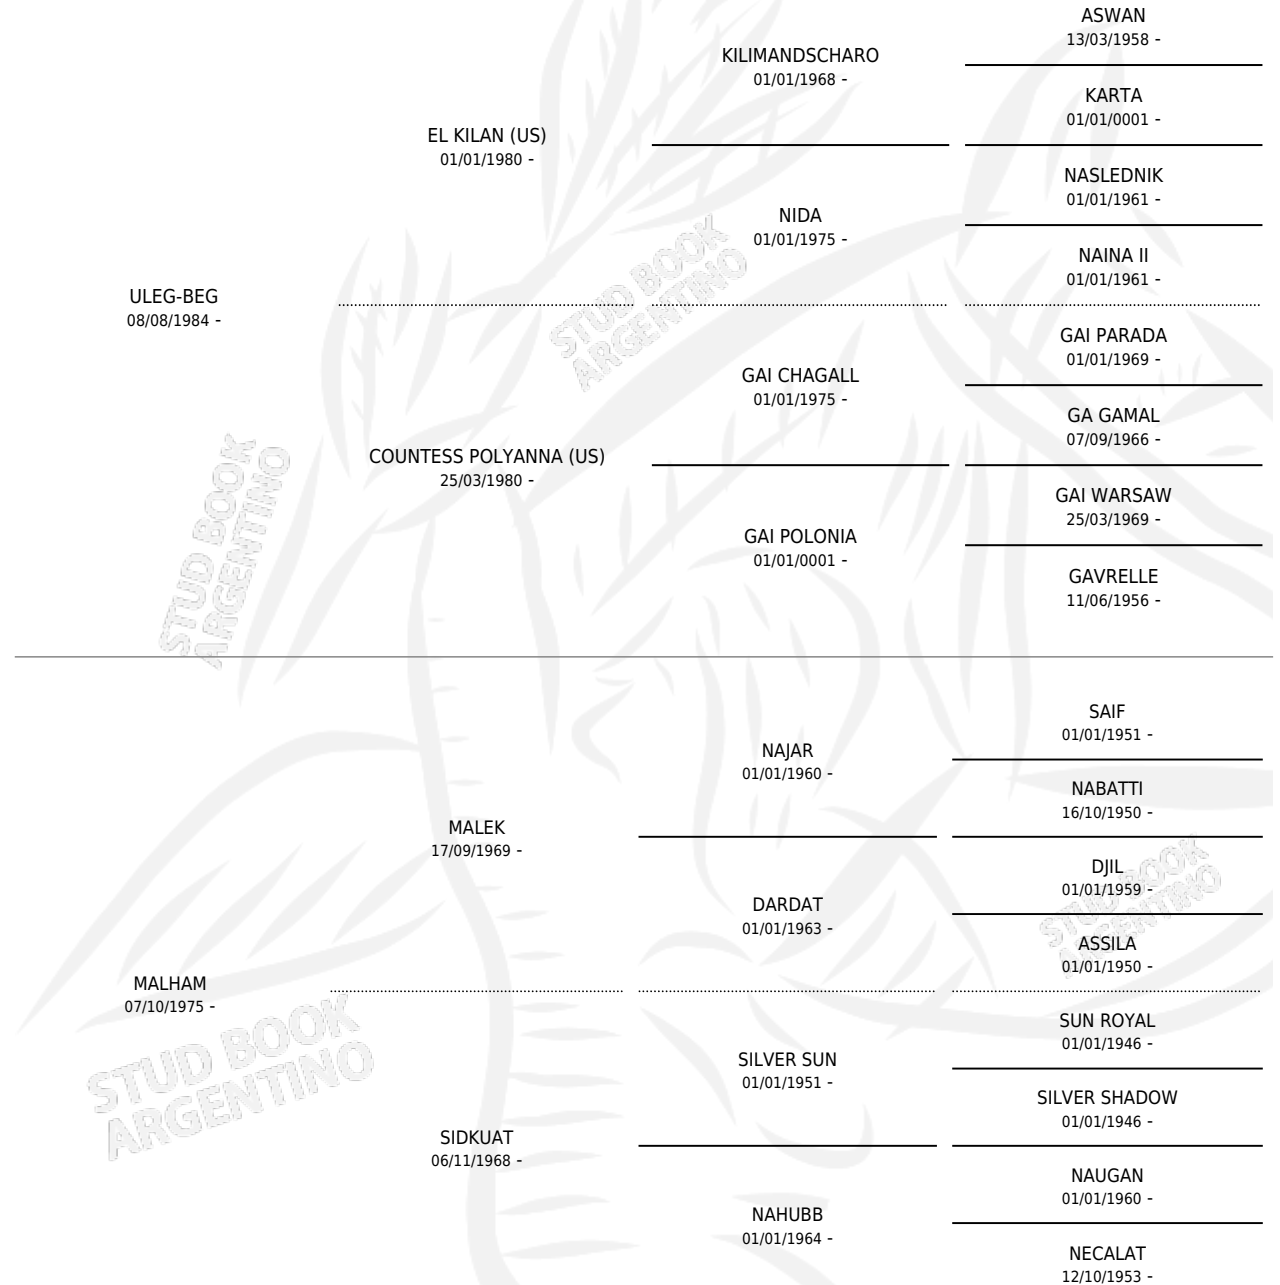 ASWAN
13/03/1958 -
KILIMANDSCHARO
01/01/1968 -
KARTA
01/01/0001 -
EL KILAN (US)
01/01/1980 -
NASLEDNIK
01/01/1961 -
NIDA
01/01/1975 -
NAINA II
01/01/1961 -
ULEG-BEG
08/08/1984 -
GAI PARADA
01/01/1969 -
GAI CHAGALL
01/01/1975 -
GA GAMAL
07/09/1966 -
COUNTESS POLYANNA (US)
25/03/1980 -
GAI WARSAW
25/03/1969 -
GAI POLONIA
01/01/0001 -
GAVRELLE
11/06/1956 -
STUD BOOK
ARGENTINO
STUD BOOK
ARGENTINO
SAIF
01/01/1951 -
NAJAR
01/01/1960 -
NABATTI
16/10/1950 -
MALEK
17/09/1969 -
DJIL
01/01/1959 -
DARDAT
01/01/1963 -
ASSILA
01/01/1950 -
MALHAM
07/10/1975 -
SUN ROYAL
01/01/1946 -
SILVER SUN
01/01/1951 -
SILVER SHADOW
01/01/1946 -
SIDKUAT
06/11/1968 -
NAUGAN
01/01/1960 -
NAHUBB
01/01/1964 -
NECALAT
12/10/1953 -
STUD BOOK
ARGENTINO
STUD BOOK
ARGENTINO